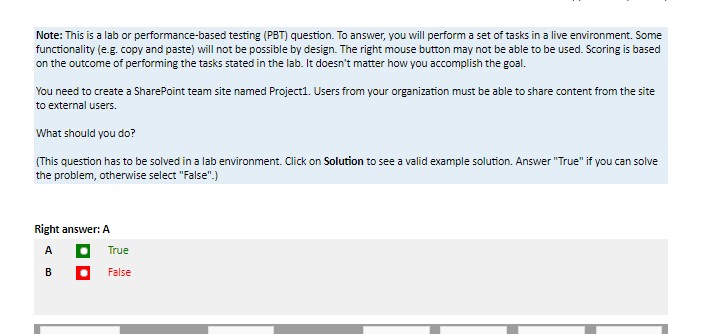 Note: This is a lab or performance-based testing (PBT) question. To answer, you will perform a set of tasks in a live environment. Some
functionality (e.g. copy and paste) will not be possible by design. The right mouse button may not be able to be used. Scoring is based
on the outcome of performing the tasks stated in the lab. It doesn't matter how you accomplish the goal.
You need to create a SharePoint team site named Project1. Users from your organization must be able to share content from the site
to external users.
What should you do?
(This question has to be solved in a lab environment. Click on Solution to see a valid example solution. Answer "True" if you can solve
the problem, otherwise select "False".)
Right answer: A
A True
B False